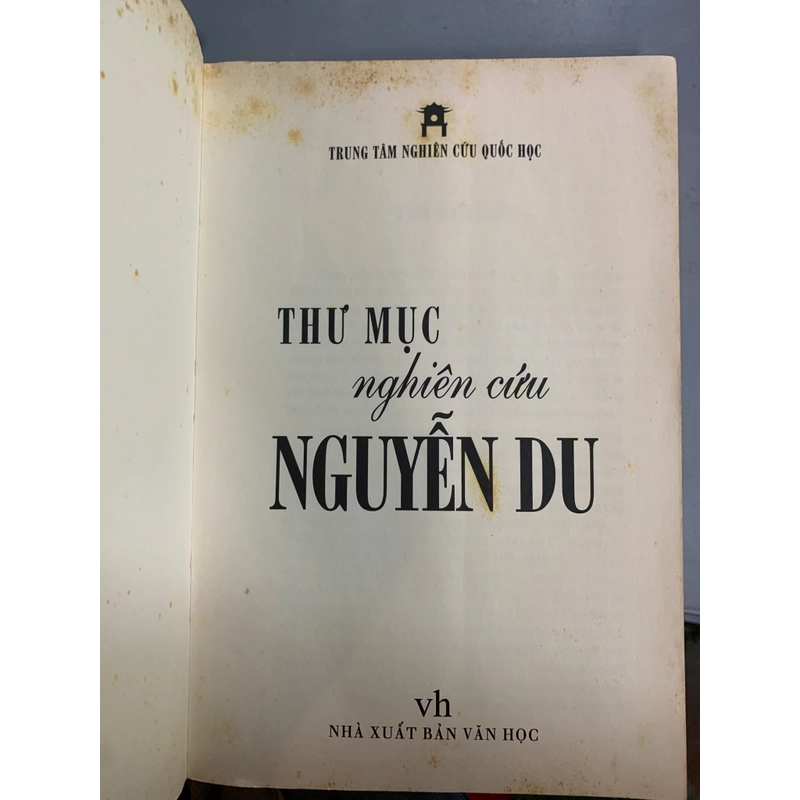 TRUNG TÂM NGHIÊN CỨU QUỐC HỌC
THƯ MỤC
nghiên cứu
NGUYỄN DU
vh
NHÀ XUẤT BẢN VĂN HỌC